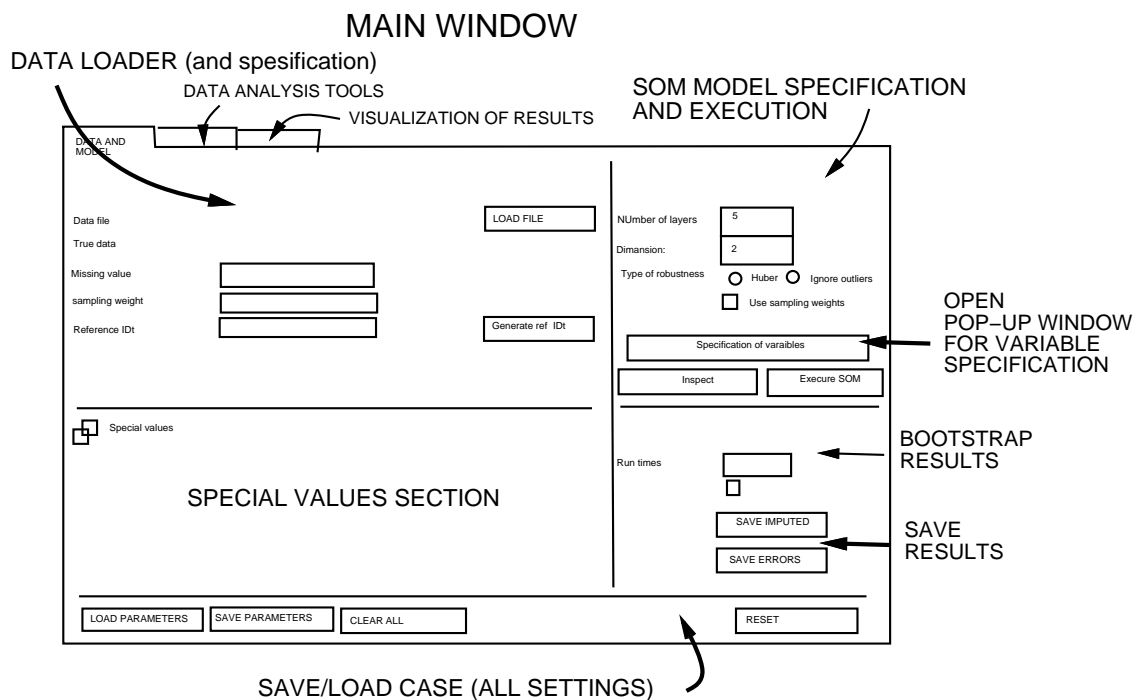 MAIN WINDOW
DATA LOADER (and spesification)
DATA ANALYSIS TOOLS
VISUALIZATION OF RESULTS
SOM MODEL SPECIFICATION
AND EXECUTION
DATA AND
MODEL
Data file
LOAD FILE
True data
Missing value
sampling weight
Reference IDt
Generate ref IDt
NUmber of layers
5
Dimansion:
2
Type of robustness
Huber
Ignore outliers
Use sampling weights
Specification of varaibles
Inspect
Execure SOM
OPEN
POP–UP WINDOW
FOR VARIABLE
SPECIFICATION
Special values
SPECIAL VALUES SECTION
Run times
BOOTSTRAP
RESULTS
SAVE IMPUTED
SAVE ERRORS
SAVE
RESULTS
LOAD PARAMETERS
SAVE PARAMETERS
CLEAR ALL
RESET
SAVE/LOAD CASE (ALL SETTINGS)